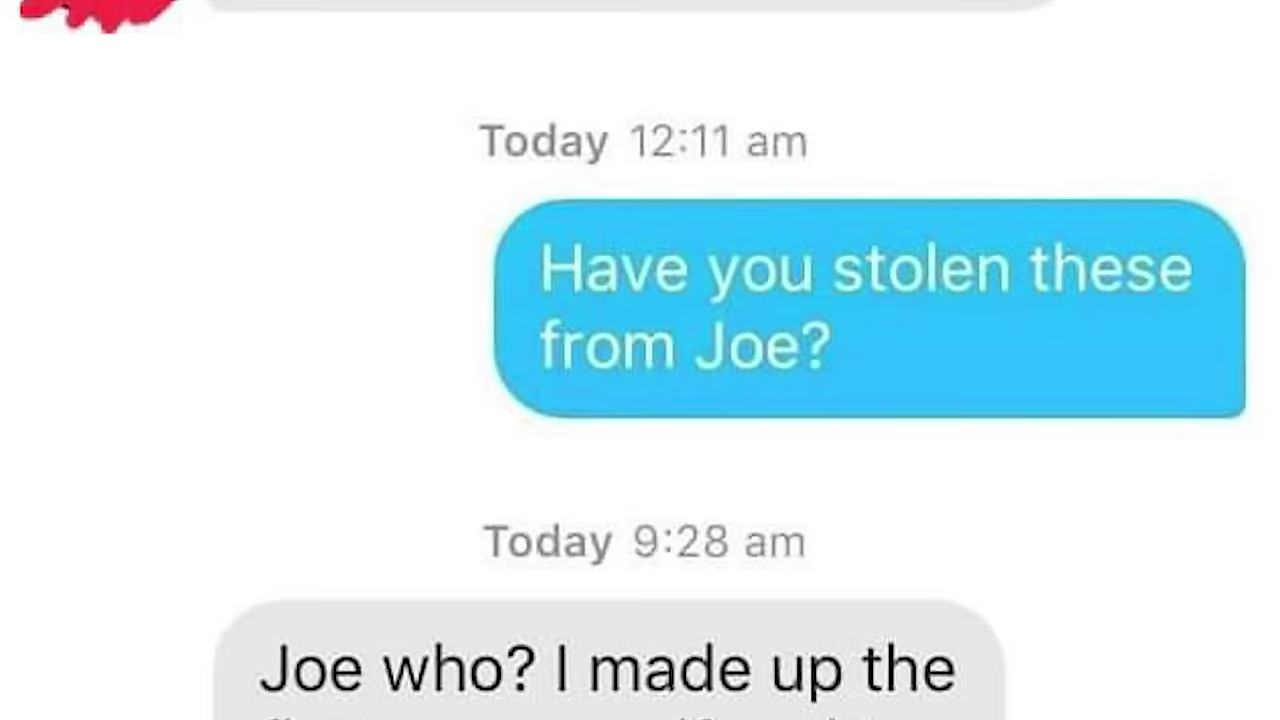 Today 12:11 am
Have you stolen these
from Joe?
Today 9:28 am
Joe who? I made up the